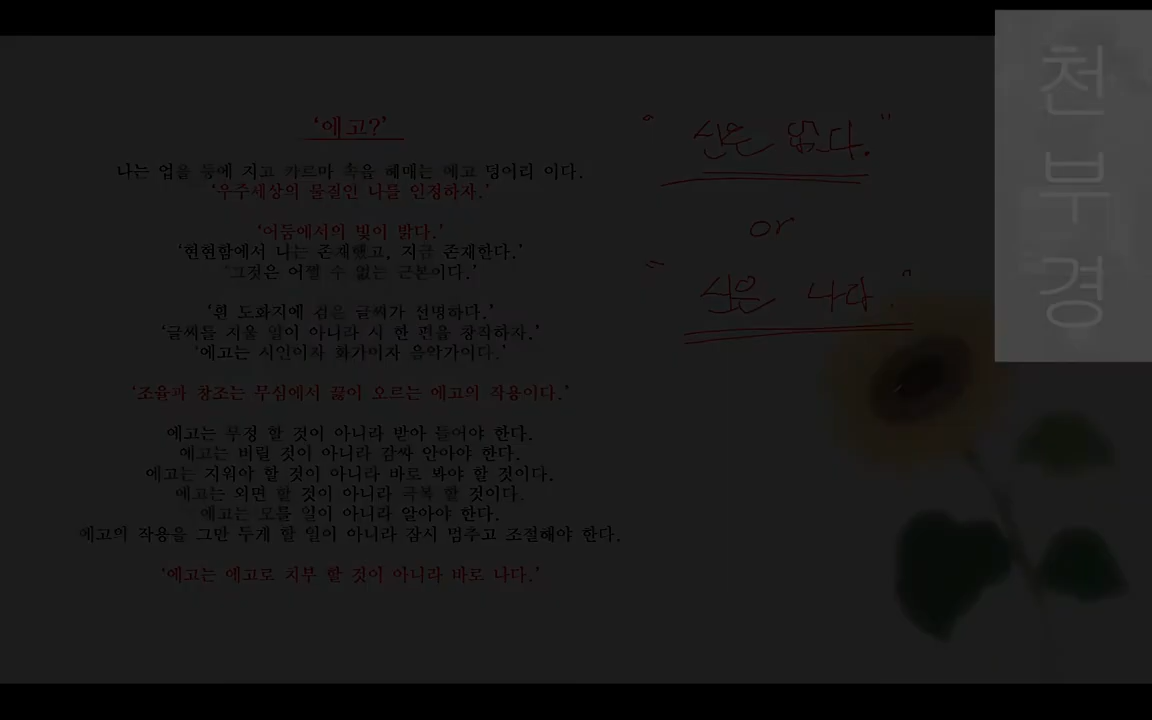 '에고?'
나는 업을 등에 지고 카르마 속을 헤매는 에고 덩어리 이다.
'우주세상의 물질인 나를 인정하자.'
'어둠에서의 빛이 밝다.'
'현현함에서 나는 존재했고, 지금 존재한다.'
'그것은 어쩔 수 없는 근본이다.'
'흰 도화지에 검은 글씨가 선명하다.'
'글씨를 지울 일이 아니라 시 한 편을 창작하자.'
'에고는 시인이자 화가이자 음악가이다.'
'조율과 창조는 무심에서 끓어 오르는 에고의 작용이다.'
에고는 부정 할 것이 아니라 받아 들여야 한다.
에고는 버릴 것이 아니라 감싸 안아야 한다.
에고는 지워야 할 것이 아니라 바로 봐야 할 것이다.
에고는 외면 할 것이 아니라 극복 할 것이다.
에고는 모를 일이 아니라 알아야 한다.
에고의 작용을 그만 두게 할 일이 아니라 잠시 멈추고 조절해야 한다.
'에고는 에고로 치부 할 것이 아니라 바로 나다.'
"신은 없다."
or
"신은 나다."
천
부
경